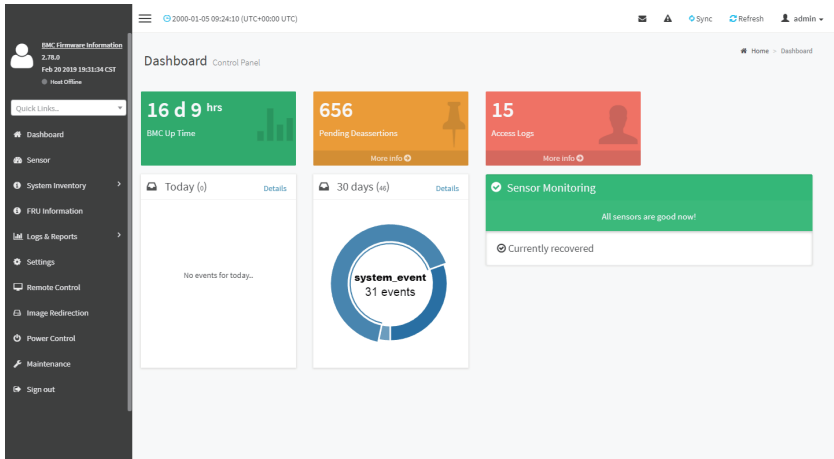 2000-01-05 09:24:10 (UTC+00:00 UTC)
Sync
Refresh
admin
BMC Firmware Information
2.78.0
Feb 20 2019 19:31:34 CST
Host Offline
Quick Links...
Dashboard
Sensor
System Inventory
FRU Information
Logs & Reports
Settings
Remote Control
Image Redirection
Power Control
Maintenance
Sign out
Dashboard Control Panel
Home > Dashboard
16 d 9 hrs
BMC Up Time
656
Pending Deassertions
More info
15
Access Logs
More info
Today (0)
Details
No events for today..
30 days (46)
Details
system_event
31 events
Sensor Monitoring
All sensors are good now!
Currently recovered